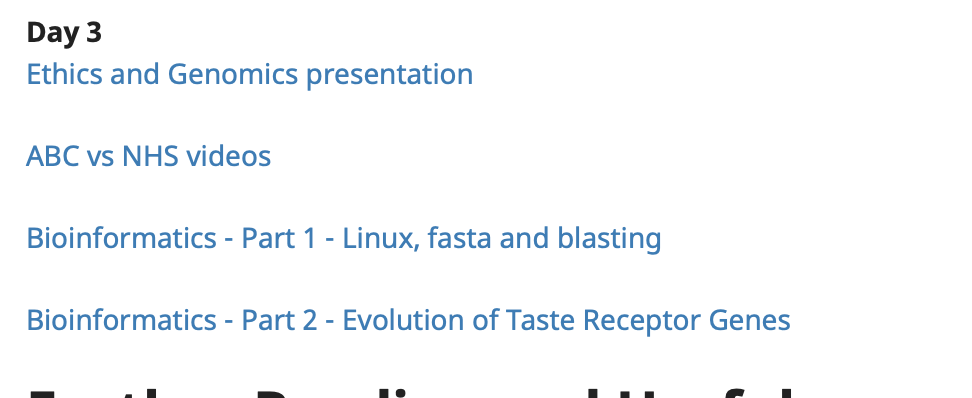 Day 3
Ethics and Genomics presentation
ABC vs NHS videos
Bioinformatics - Part 1 - Linux, fasta and blasting
Bioinformatics - Part 2 - Evolution of Taste Receptor Genes